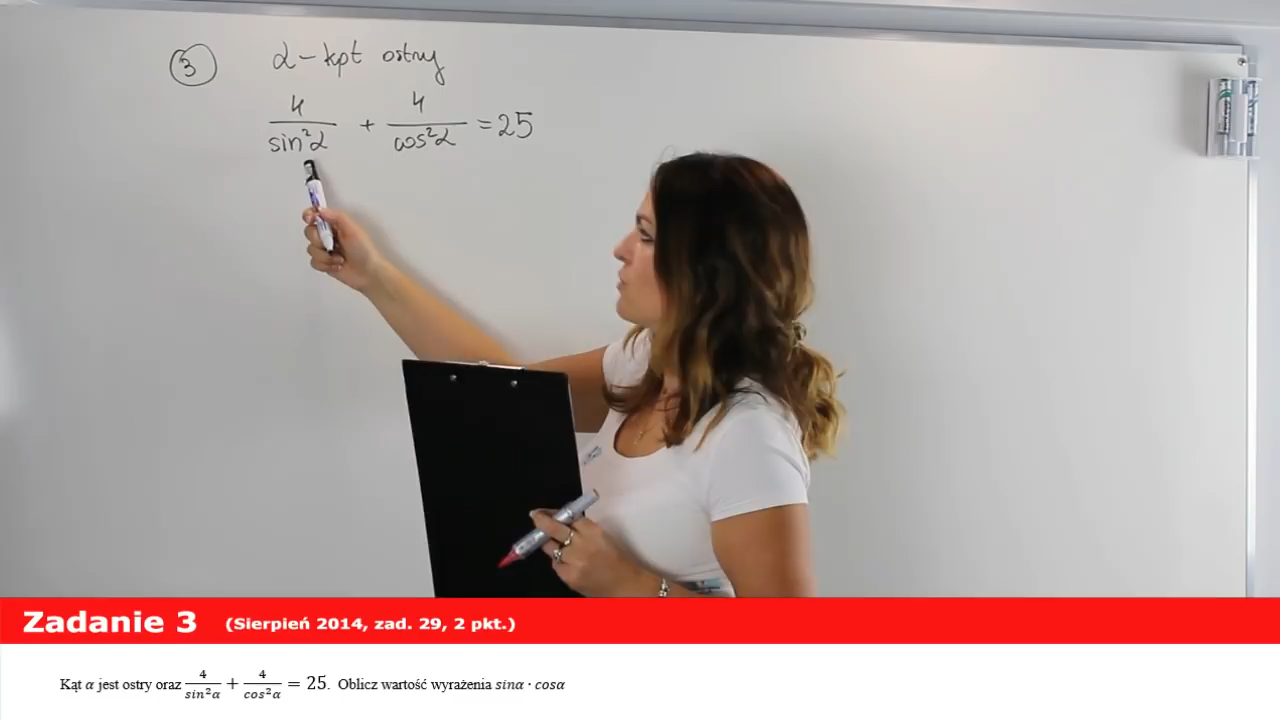 3 α - kąt ostry
4/sin²α + 4/cos²α = 25
Zadanie 3 (Sierpień 2014, zad. 29, 2 pkt.)
Kąt α jest ostry oraz 4/sin²α + 4/cos²α = 25. Oblicz wartość wyrażenia sinα · cosα